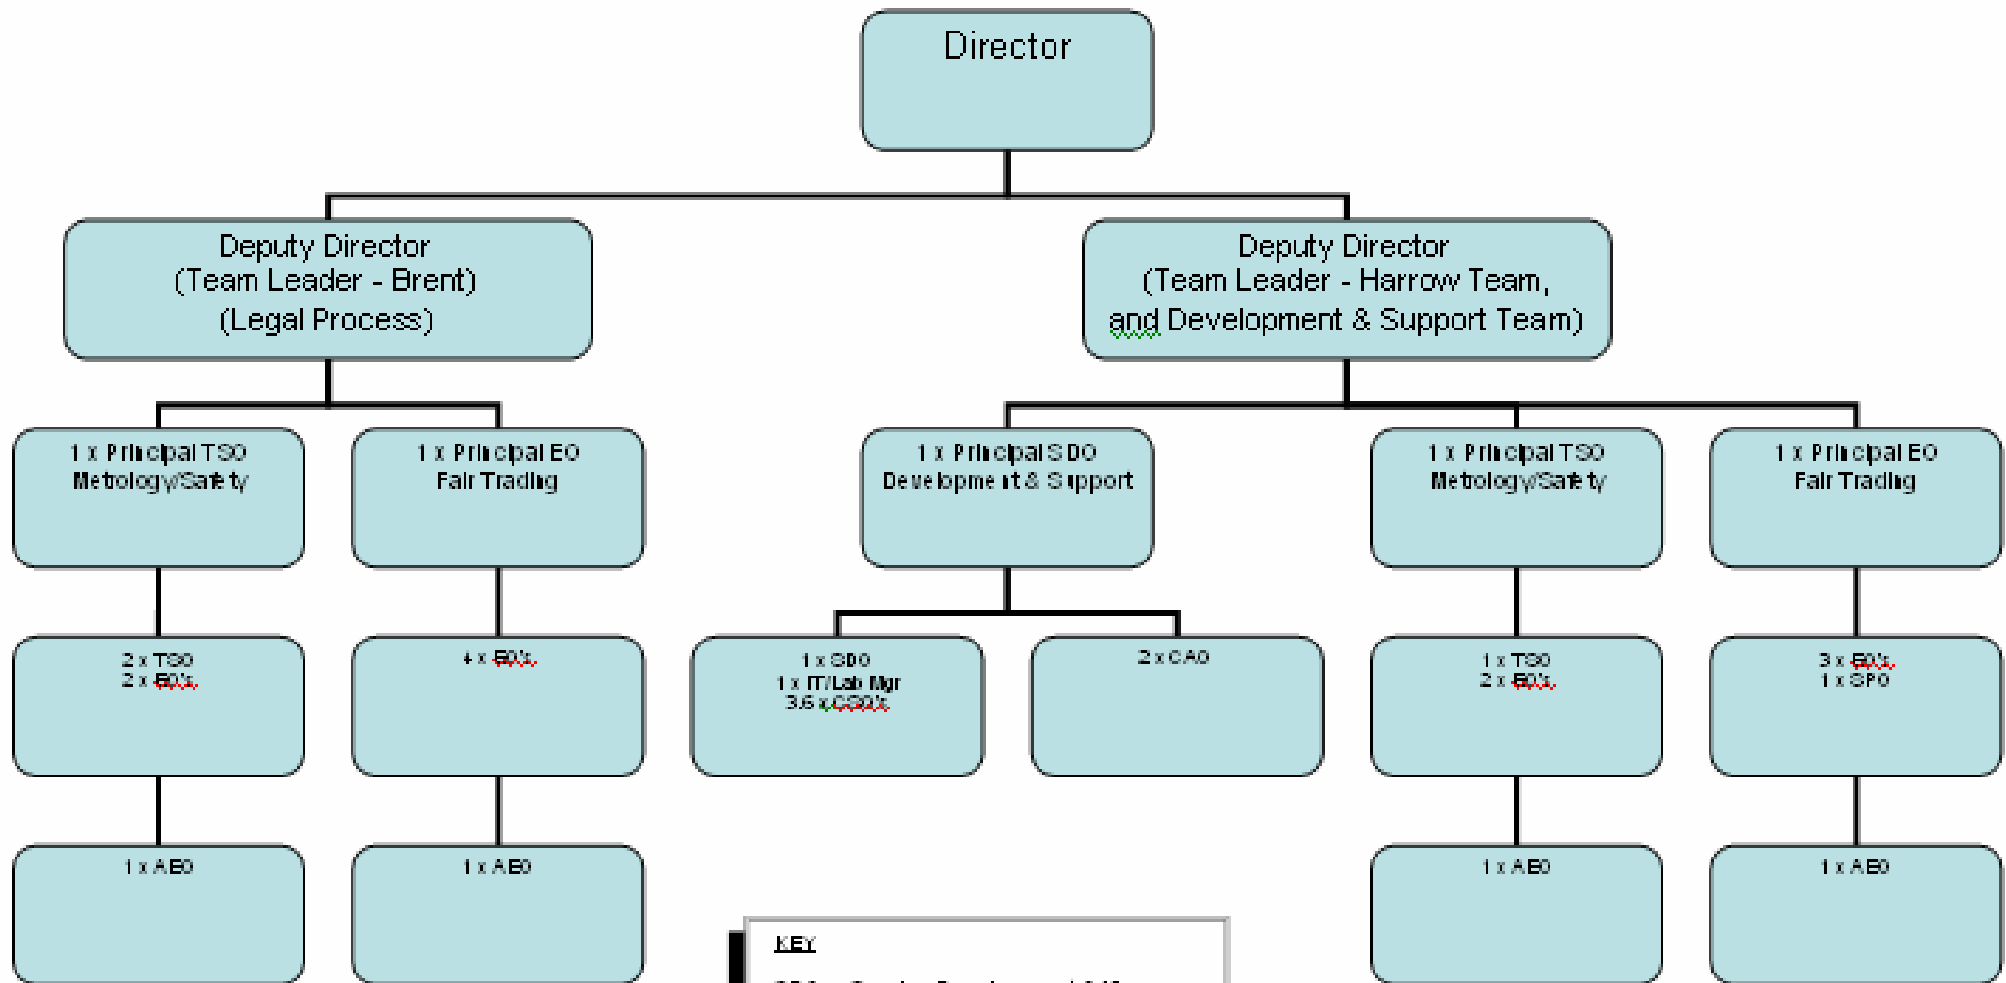 Director
Deputy Director
(Team Leader - Brent)
(Legal Process)
Deputy Director
(Team Leader - Harrow Team,
and Development & Support Team)
1 x Principal TSO
Metrology/Safety
1 x Principal EO
Fair Trading
1 x Principal SDO
Development & Support
1 x Principal TSO
Metrology/Safety
1 x Principal EO
Fair Trading
2 x TSO
2 x EO's
4 x EO's
1 x SDO
1 x IT/Lab Mgr
3.6 x CSO's
2 x CAO
1 x TSO
2 x EO's
3 x EO's
1 x SPO
1 x AEO
1 x AEO
1 x AEO
1 x AEO
KEY